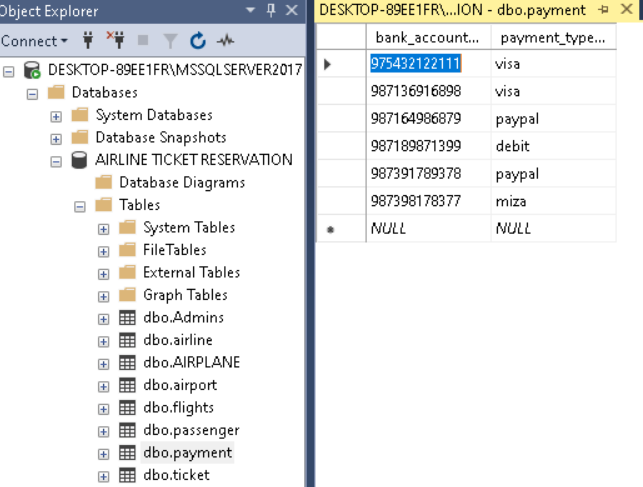 Object Explorer
Connect
DESKTOP-89EE1FR\MSSQLSERVER2017
Databases
System Databases
Database Snapshots
AIRLINE TICKET RESERVATION
Database Diagrams
Tables
System Tables
FileTables
External Tables
Graph Tables
dbo.Admins
dbo.airline
dbo.AIRPLANE
dbo.airport
dbo.flights
dbo.passenger
dbo.payment
dbo.ticket
DESKTOP-89EE1FR\...ION - dbo.payment
bank_account... payment_type...
975432122111 visa
987136916898 visa
987164986879 paypal
987189871399 debit
987391789378 paypal
987398178377 miza
NULL NULL